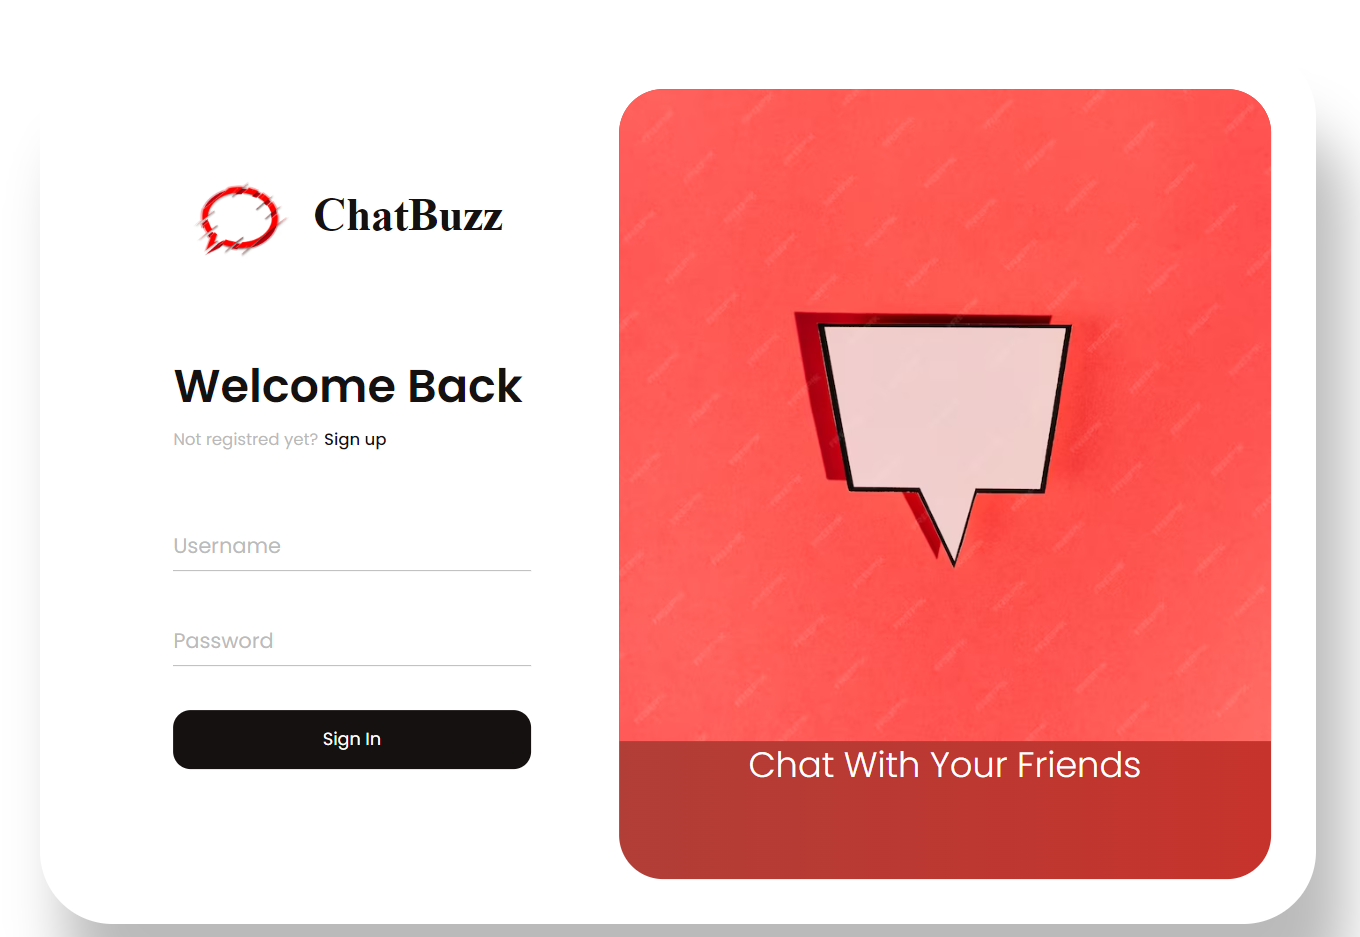 ChatBuzz
Welcome Back
Not registred yet? Sign up
Username
Password
Sign In
Chat With Your Friends